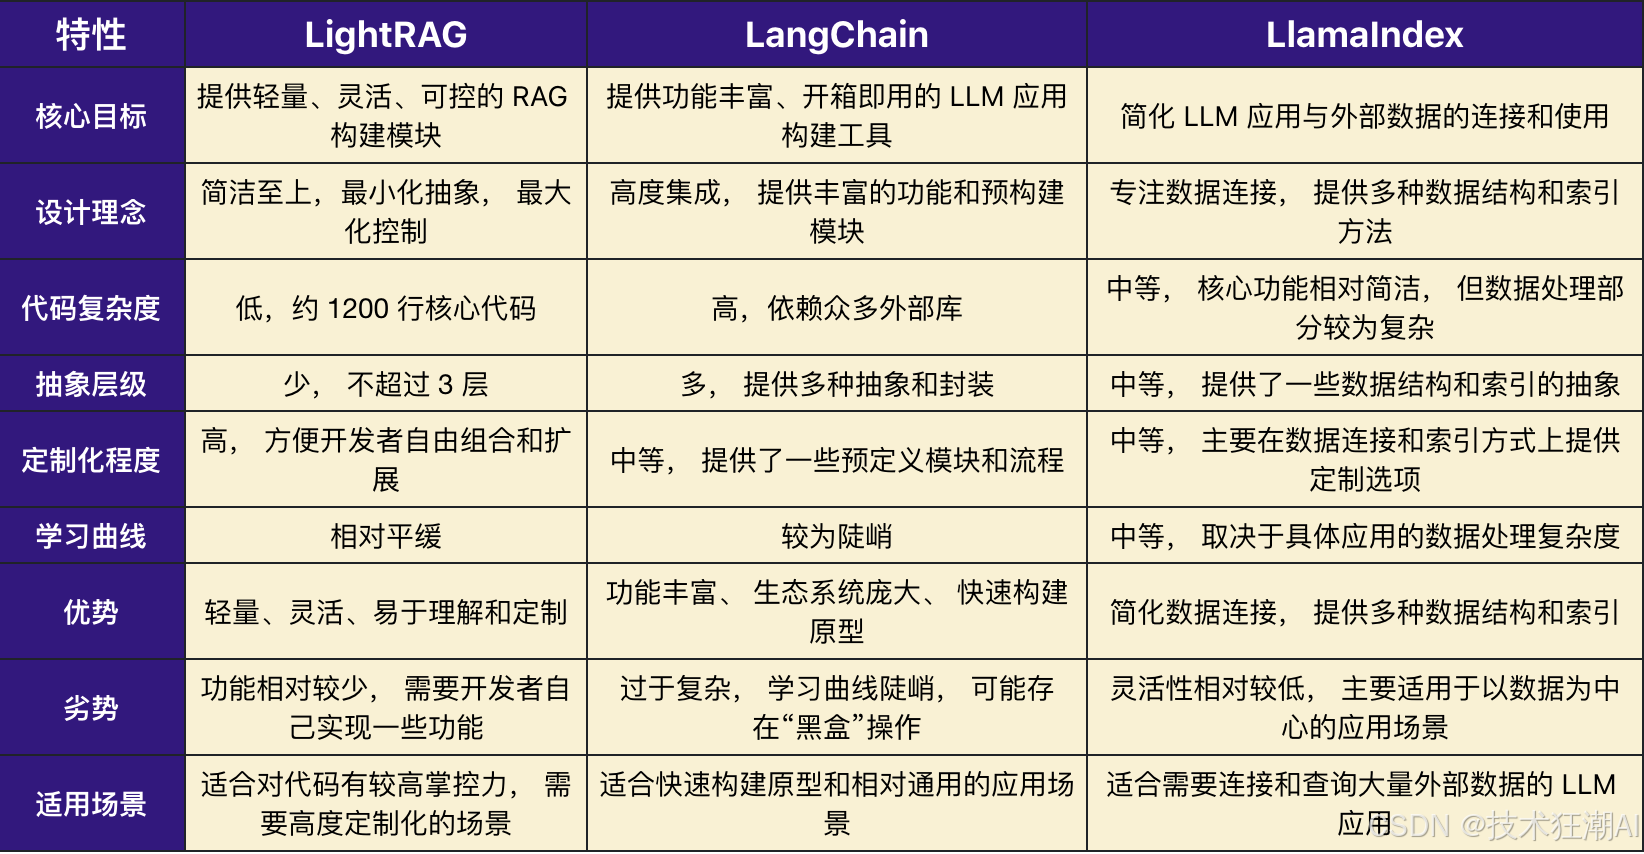 特性 LightRAG LangChain LlamaIndex
核心目标 提供轻量、灵活、可控的 RAG
构建模块 提供功能丰富、开箱即用的 LLM 应用
构建工具 简化 LLM 应用与外部数据的连接和使用
设计理念 简洁至上，最小化抽象， 最大
化控制 高度集成， 提供丰富的功能和预构建
模块 专注数据连接， 提供多种数据结构和索引
方法
代码复杂度 低，约 1200 行核心代码 高，依赖众多外部库 中等， 核心功能相对简洁， 但数据处理部
分较为复杂
抽象层级 少， 不超过 3 层 多， 提供多种抽象和封装 中等， 提供了一些数据结构和索引的抽象
定制化程度 高， 方便开发者自由组合和扩
展 中等， 提供了一些预定义模块和流程 中等， 主要在数据连接和索引方式上提供
定制选项
学习曲线 相对平缓 较为陡峭 中等， 取决于具体应用的数据处理复杂度
优势 轻量、灵活、易于理解和定制 功能丰富、 生态系统庞大、 快速构建
原型 简化数据连接， 提供多种数据结构和索引
劣势 功能相对较少， 需要开发者自
己实现一些功能 过于复杂， 学习曲线陡峭， 可能存
在“黑盒”操作 灵活性相对较低， 主要适用于以数据为中
心的应用场景
适用场景 适合对代码有较高掌控力， 需
要高度定制化的场景 适合快速构建原型和相对通用的应用场
景 适合需要连接和查询大量外部数据的 LLM
应用
CSDN @技术狂潮AI